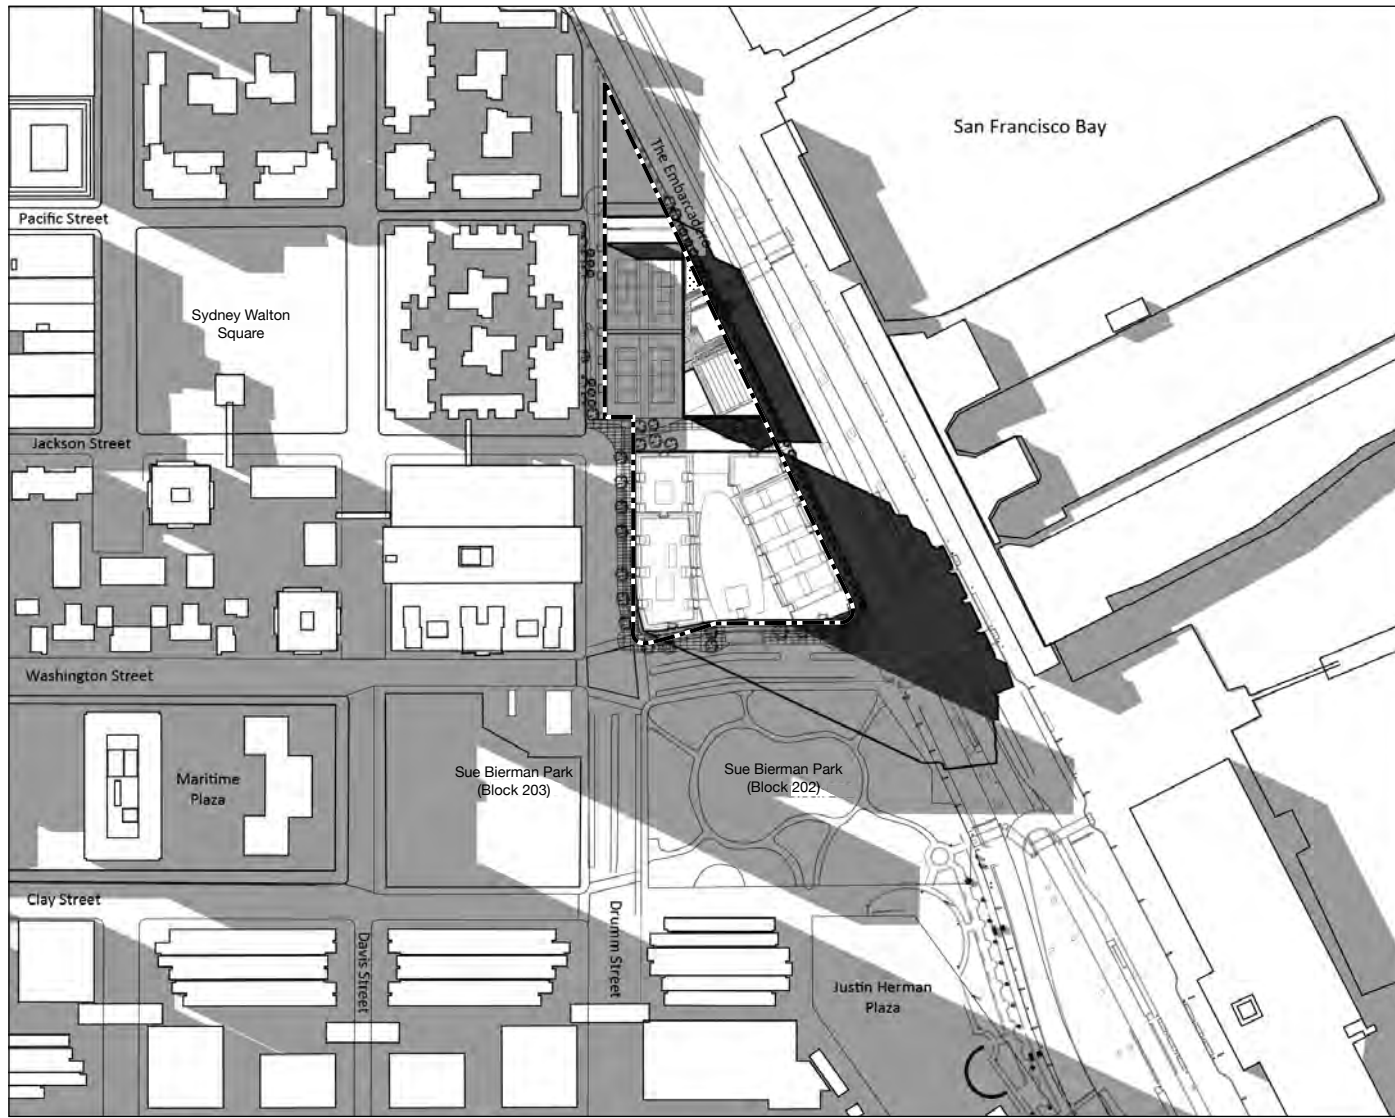 San Francisco Bay
The Embarcadero
Pacific Street
Sydney Walton
Square
Jackson Street
Washington Street
Maritime
Plaza
Sue Bierman Park
(Block 203)
Sue Bierman Park
(Block 202)
Clay Street
Davis Street
Drumm Street
Justin Herman
Plaza